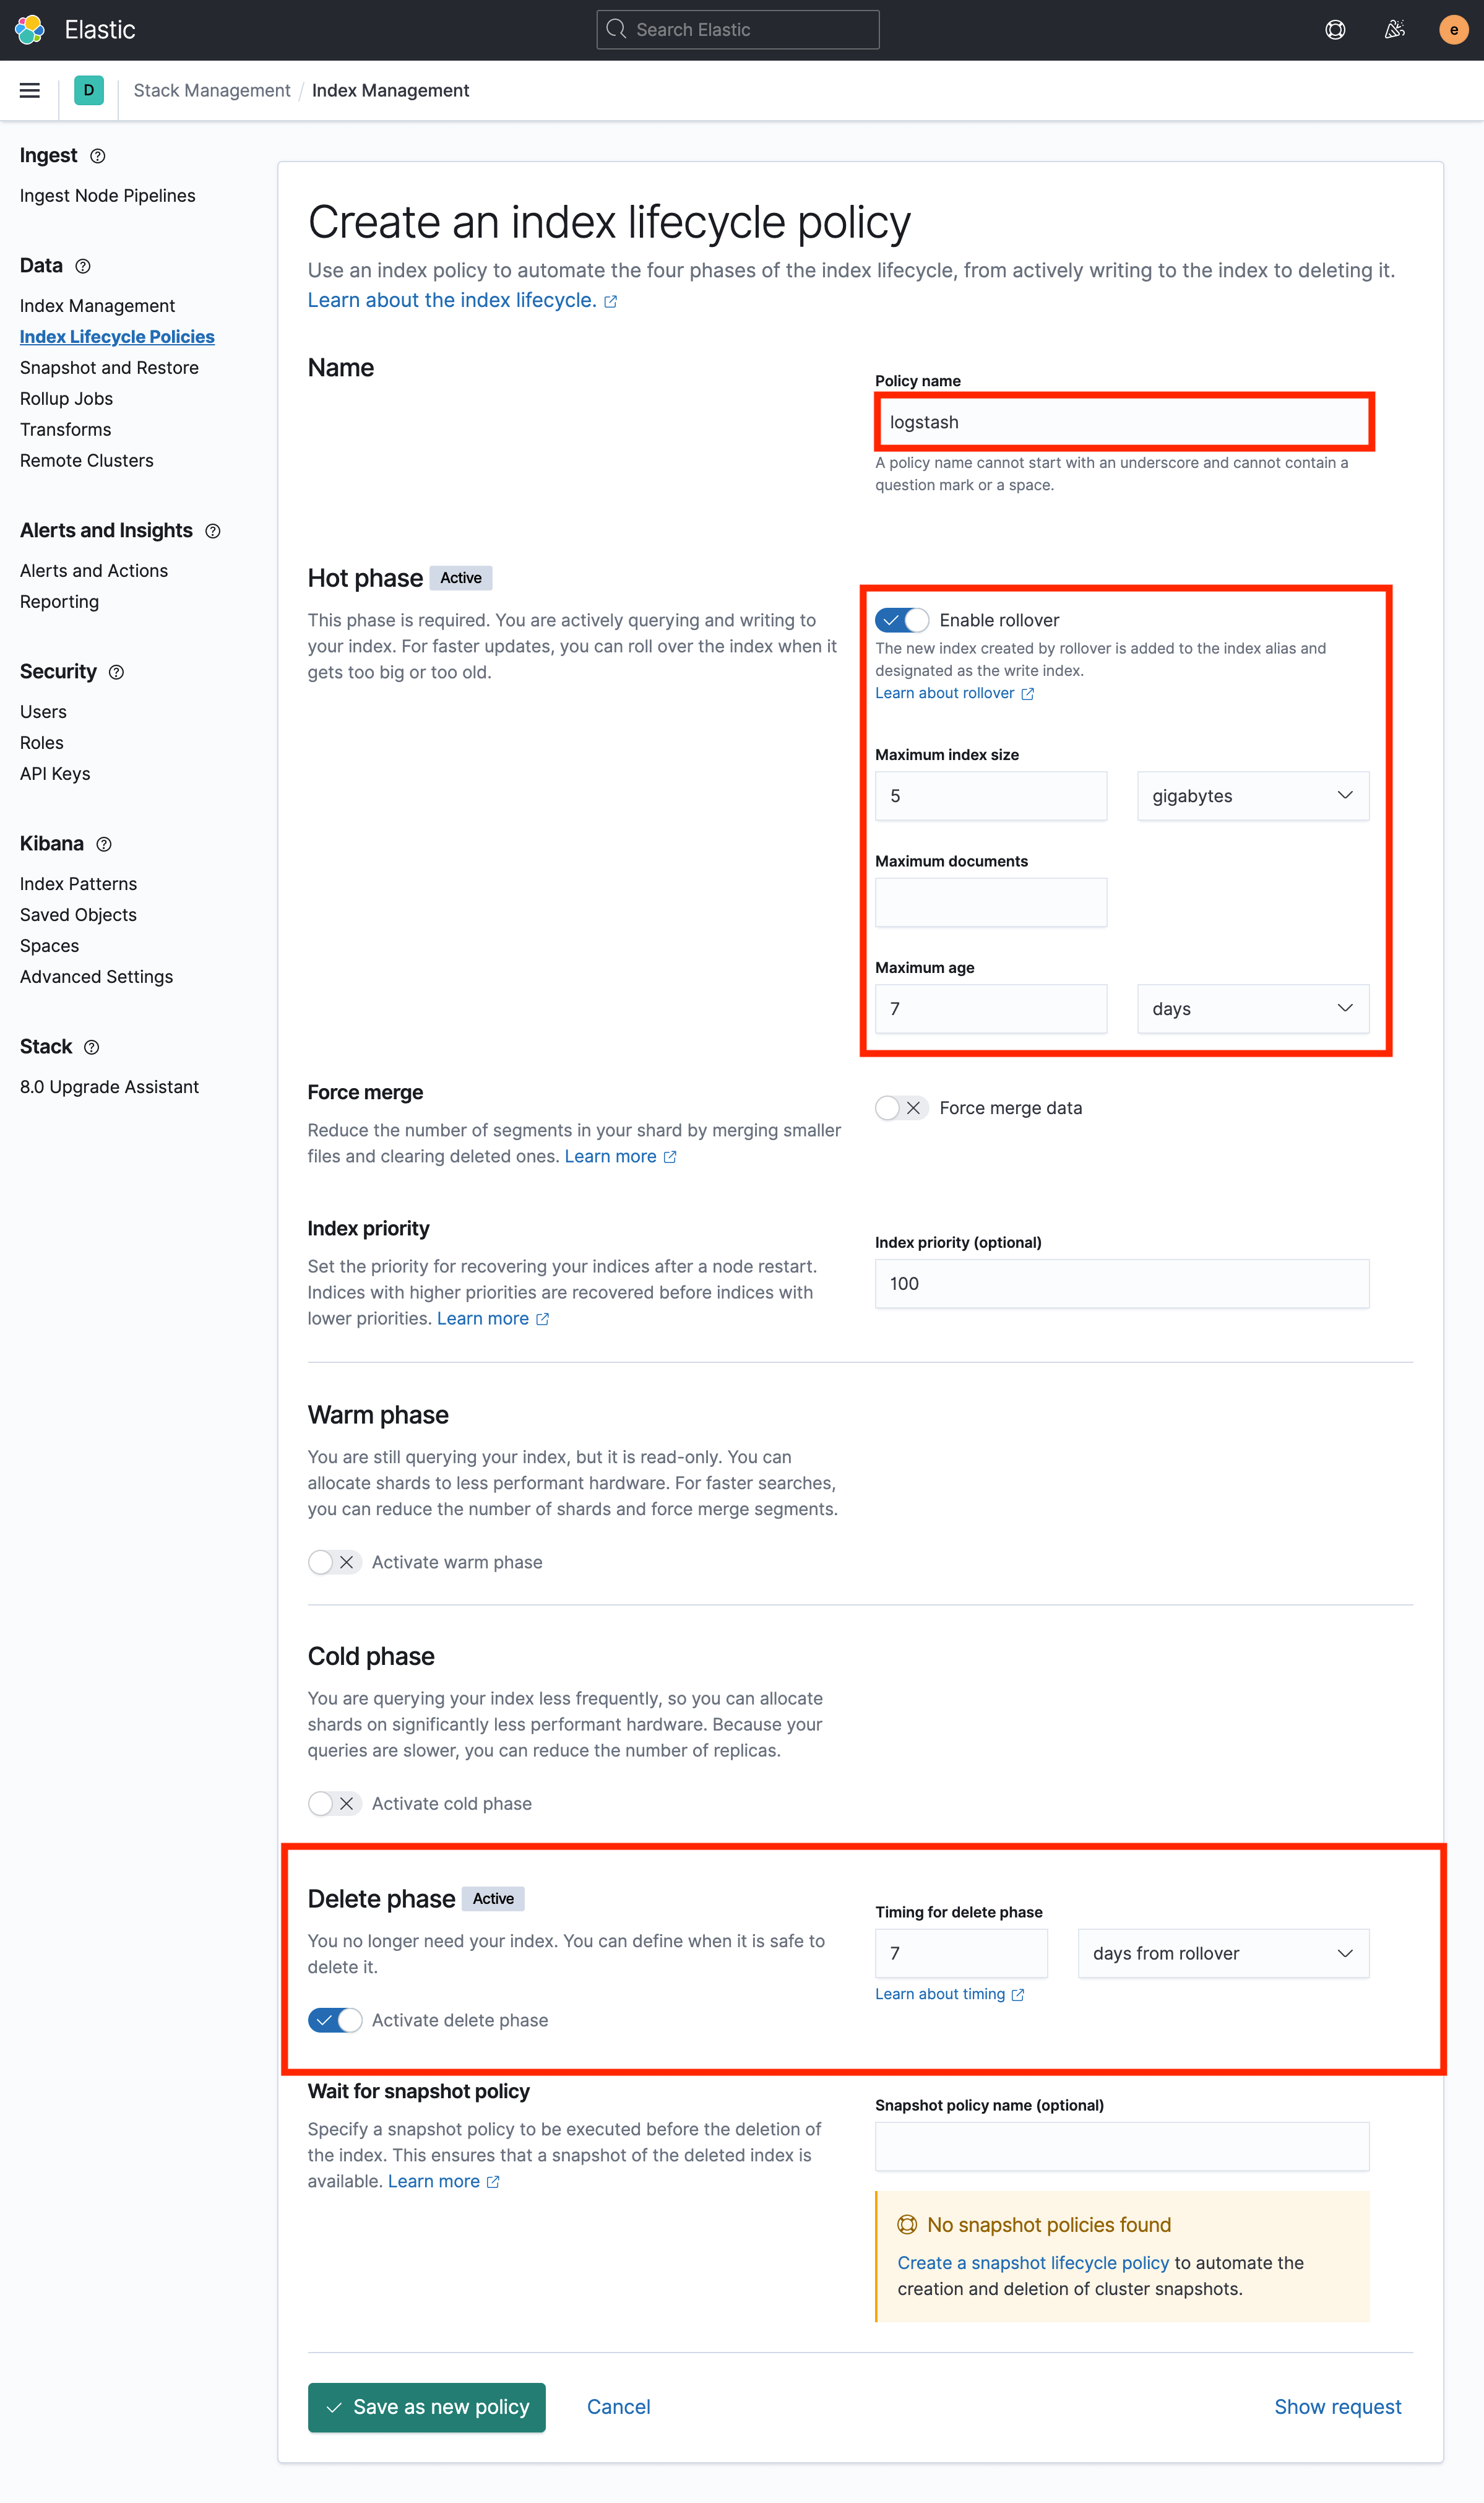 Elastic
Search Elastic
e
D
Stack Management / Index Management
Ingest
Ingest Node Pipelines
Data
Index Management
Index Lifecycle Policies
Snapshot and Restore
Rollup Jobs
Transforms
Remote Clusters
Alerts and Insights
Alerts and Actions
Reporting
Security
Users
Roles
API Keys
Kibana
Index Patterns
Saved Objects
Spaces
Advanced Settings
Stack
8.0 Upgrade Assistant
Create an index lifecycle policy
Use an index policy to automate the four phases of the index lifecycle, from actively writing to the index to deleting it.
Learn about the index lifecycle.
Name
Policy name
logstash
A policy name cannot start with an underscore and cannot contain a
question mark or a space.
Hot phase Active
This phase is required. You are actively querying and writing to
your index. For faster updates, you can roll over the index when it
gets too big or too old.
Enable rollover
The new index created by rollover is added to the index alias and
designated as the write index.
Learn about rollover
Maximum index size
5 gigabytes
Maximum documents
Maximum age
7 days
Force merge
Reduce the number of segments in your shard by merging smaller
files and clearing deleted ones. Learn more
Force merge data
Index priority
Set the priority for recovering your indices after a node restart.
Indices with higher priorities are recovered before indices with
lower priorities. Learn more
Index priority (optional)
100
Warm phase
You are still querying your index, but it is read-only. You can
allocate shards to less performant hardware. For faster searches,
you can reduce the number of shards and force merge segments.
Activate warm phase
Cold phase
You are querying your index less frequently, so you can allocate
shards on significantly less performant hardware. Because your
queries are slower, you can reduce the number of replicas.
Activate cold phase
Delete phase Active
You no longer need your index. You can define when it is safe to
delete it.
Activate delete phase
Timing for delete phase
7 days from rollover
Learn about timing
Wait for snapshot policy
Specify a snapshot policy to be executed before the deletion of
the index. This ensures that a snapshot of the deleted index is
available. Learn more
Snapshot policy name (optional)
No snapshot policies found
Create a snapshot lifecycle policy to automate the
creation and deletion of cluster snapshots.
Save as new policy
Cancel
Show request